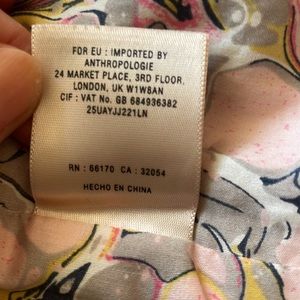 FOR EU : IMPORTED BY
ANTHROPOLOGIE
24 MARKET PLACE, 3RD FLOOR,
LONDON, UK W1W8AN
CIF : VAT No. GB 684936382
25UAYJJ221LN
RN : 66170 CA : 32054
HECHO EN CHINA